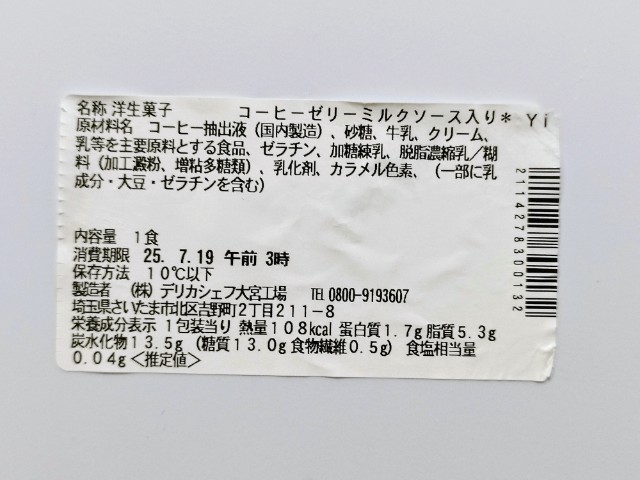 名称 洋生菓子　　コーヒーゼリーミルクソース入り* Yi
原材料名　コーヒー抽出液（国内製造）、砂糖、牛乳、クリーム、
乳等を主要原料とする食品、ゼラチン、加糖練乳、脱脂濃縮乳／糊
料（加工澱粉、増粘多糖類）、乳化剤、カラメル色素、（一部に乳
成分・大豆・ゼラチンを含む）
内容量　１食
消費期限　25. 7.19 午前 3時
保存方法　１０℃以下
製造者　（株）デリカシェフ大宮工場　　TEL 0800-9193607
埼玉県さいたま市北区吉野町２丁目２１１－８
栄養成分表示 １包装当り 熱量１０８kcal 蛋白質１.７g 脂質５.３g
炭水化物１３.５g （糖質１３.０g 食物繊維０.５g） 食塩相当量
０.０４g＜推定値＞
2114278300132